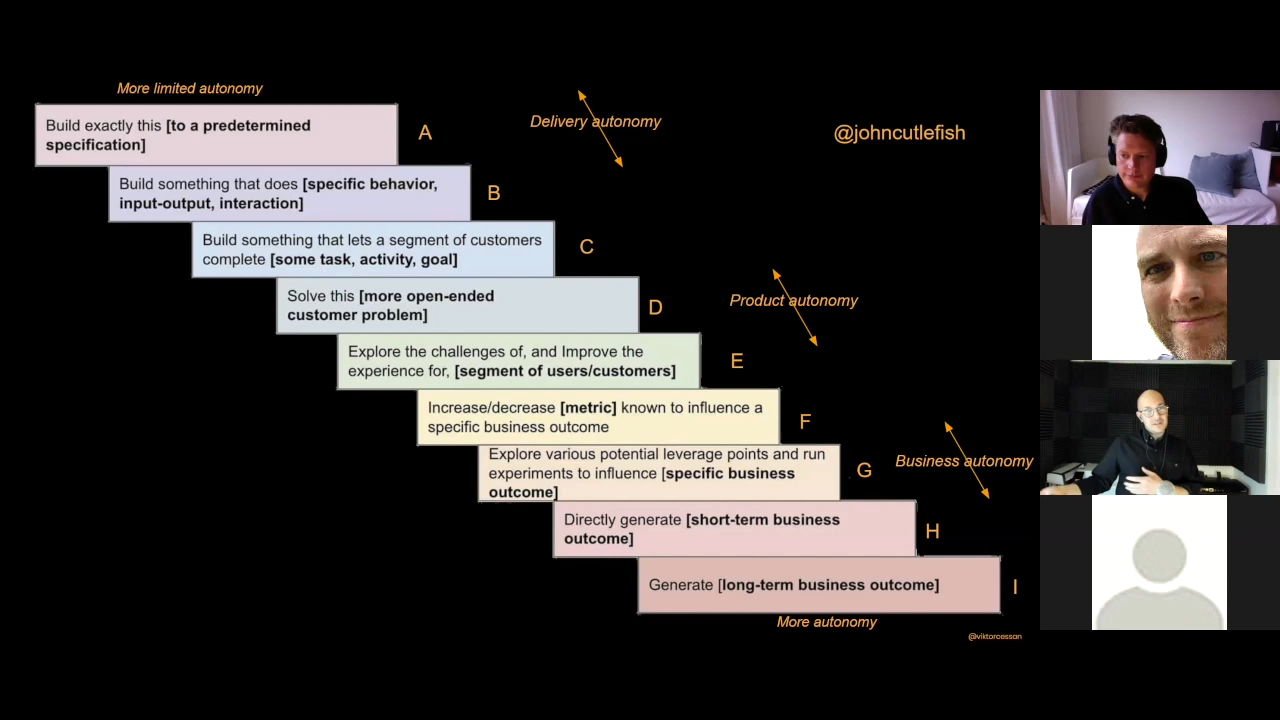 More limited autonomy
Build exactly this [to a predetermined
specification]
A
Delivery autonomy
@johncutlefish
Build something that does [specific behavior,
input-output, interaction]
B
Build something that lets a segment of customers
complete [some task, activity, goal]
C
Solve this [more open-ended
customer problem]
D
Product autonomy
Explore the challenges of, and Improve the
experience for, [segment of users/customers]
E
Increase/decrease [metric] known to influence a
specific business outcome
F
Explore various potential leverage points and run
experiments to influence [specific business
outcome]
G
Business autonomy
Directly generate [short-term business
outcome]
H
Generate [long-term business outcome]
I
More autonomy
@viktorcessan